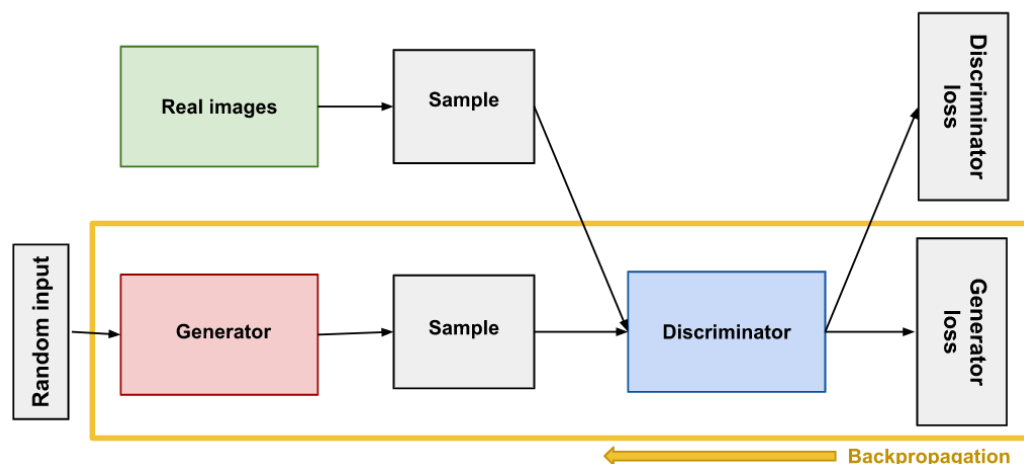 Real images
Sample
Discriminator
loss
Random input
Generator
Sample
Discriminator
Generator
loss
Backpropagation